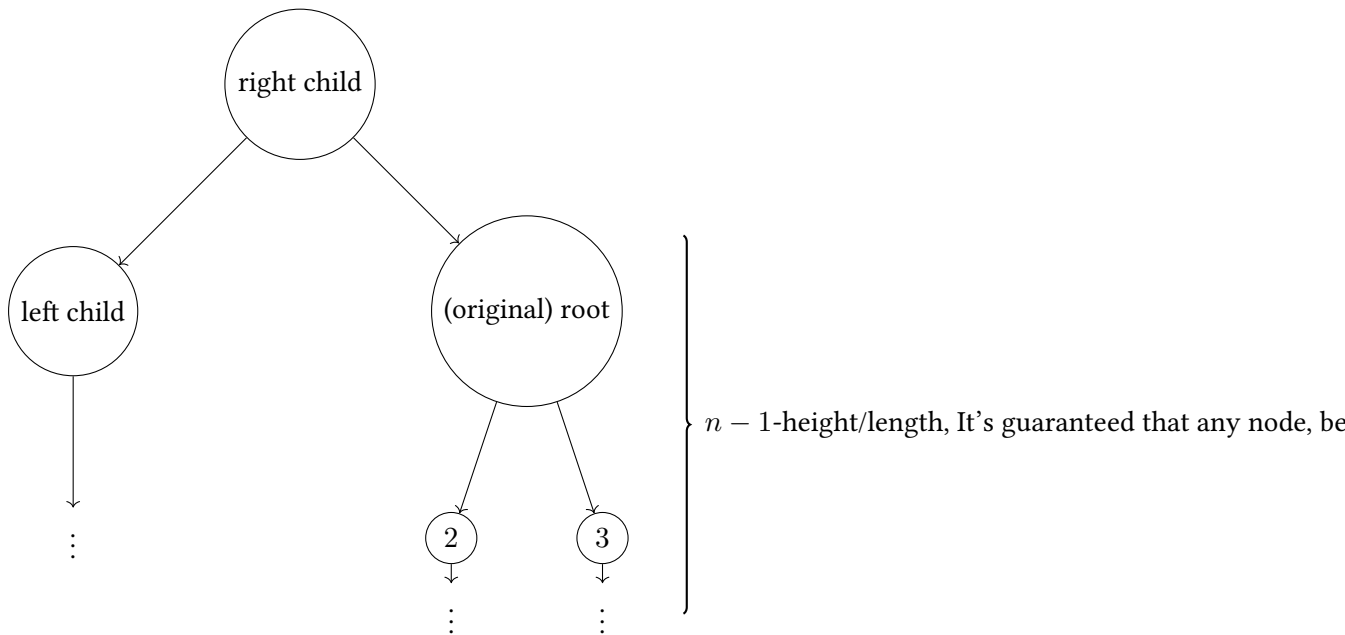 right child
left child
(original) root
n − 1-height/length, It's guaranteed that any node, be
2
3